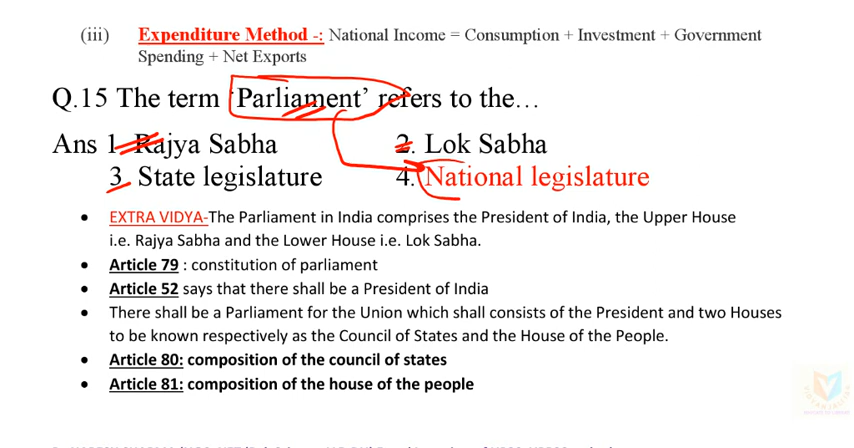 (iii) Expenditure Method -: National Income = Consumption + Investment + Government
Spending + Net Exports
Q.15 The term ‘Parliament’ refers to the…
Ans 1. Rajya Sabha 2. Lok Sabha
3. State legislature 4. National legislature
• EXTRA VIDYA-The Parliament in India comprises the President of India, the Upper House
i.e. Rajya Sabha and the Lower House i.e. Lok Sabha.
• Article 79 : constitution of parliament
• Article 52 says that there shall be a President of India
• There shall be a Parliament for the Union which shall consists of the President and two Houses
to be known respectively as the Council of States and the House of the People.
• Article 80: composition of the council of states
• Article 81: composition of the house of the people